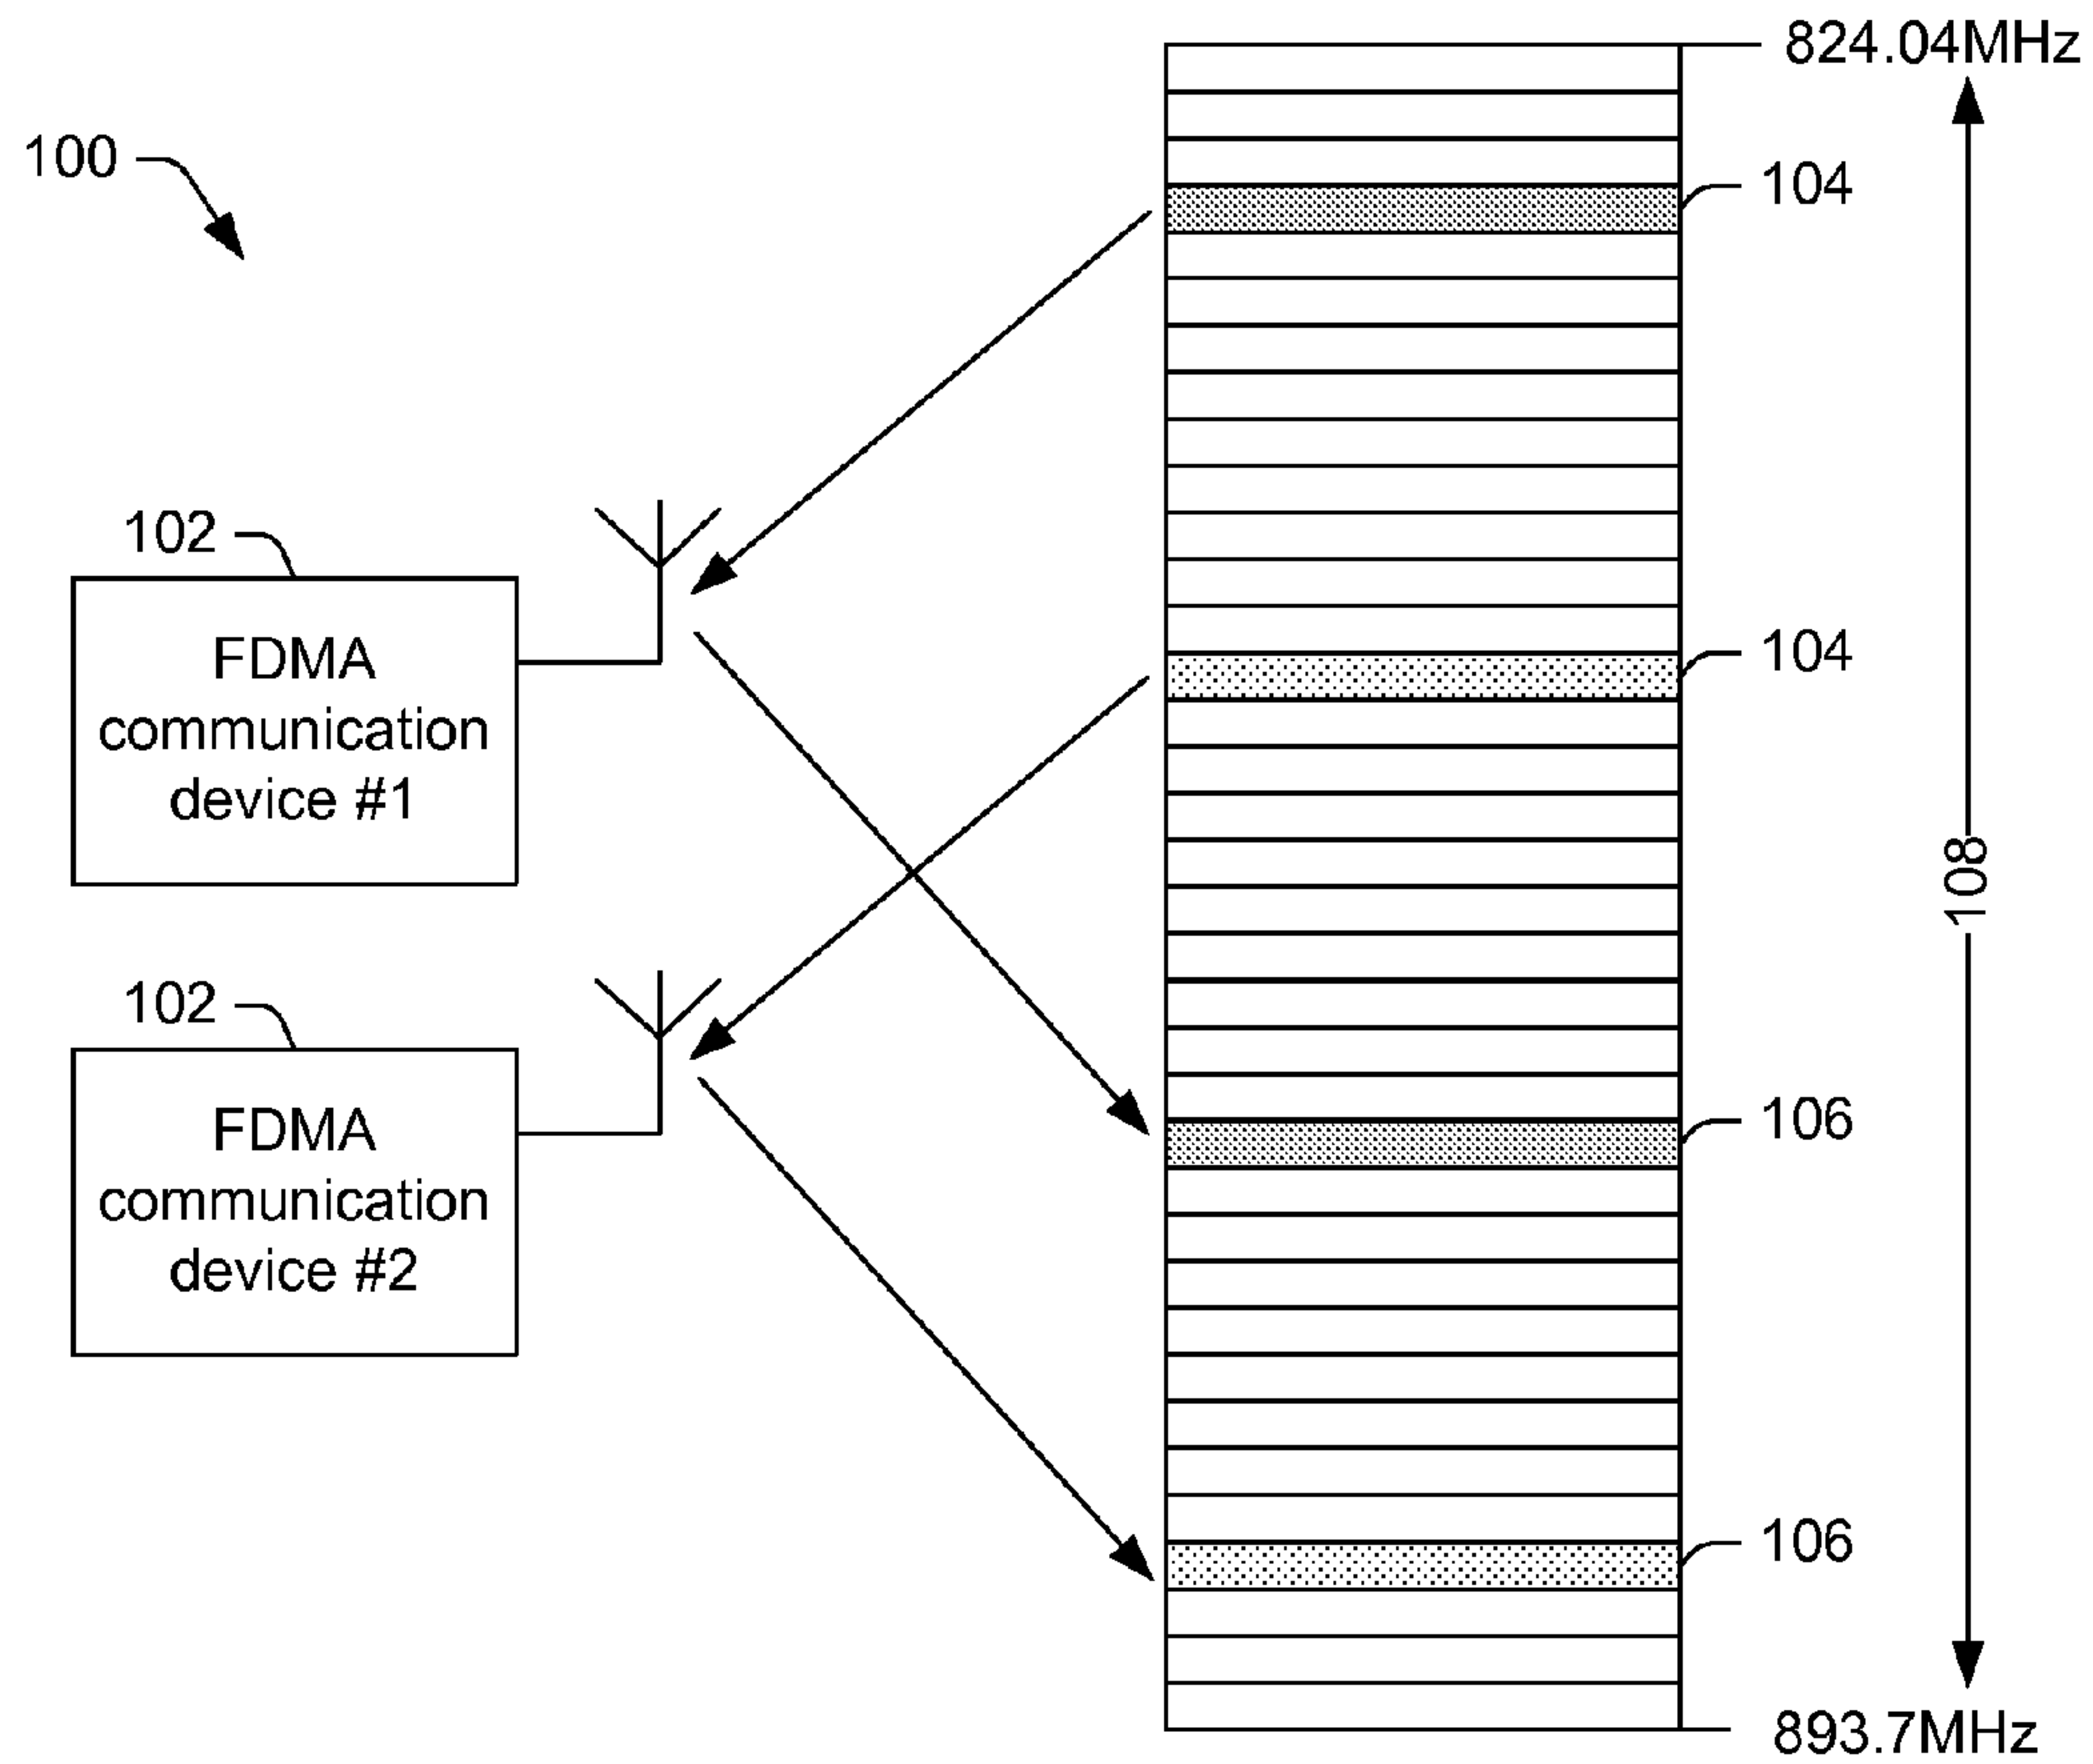 824.04MHz
100
104
102
FDMA
communication
device #1
104
108
102
FDMA
communication
device #2
106
106
893.7MHz